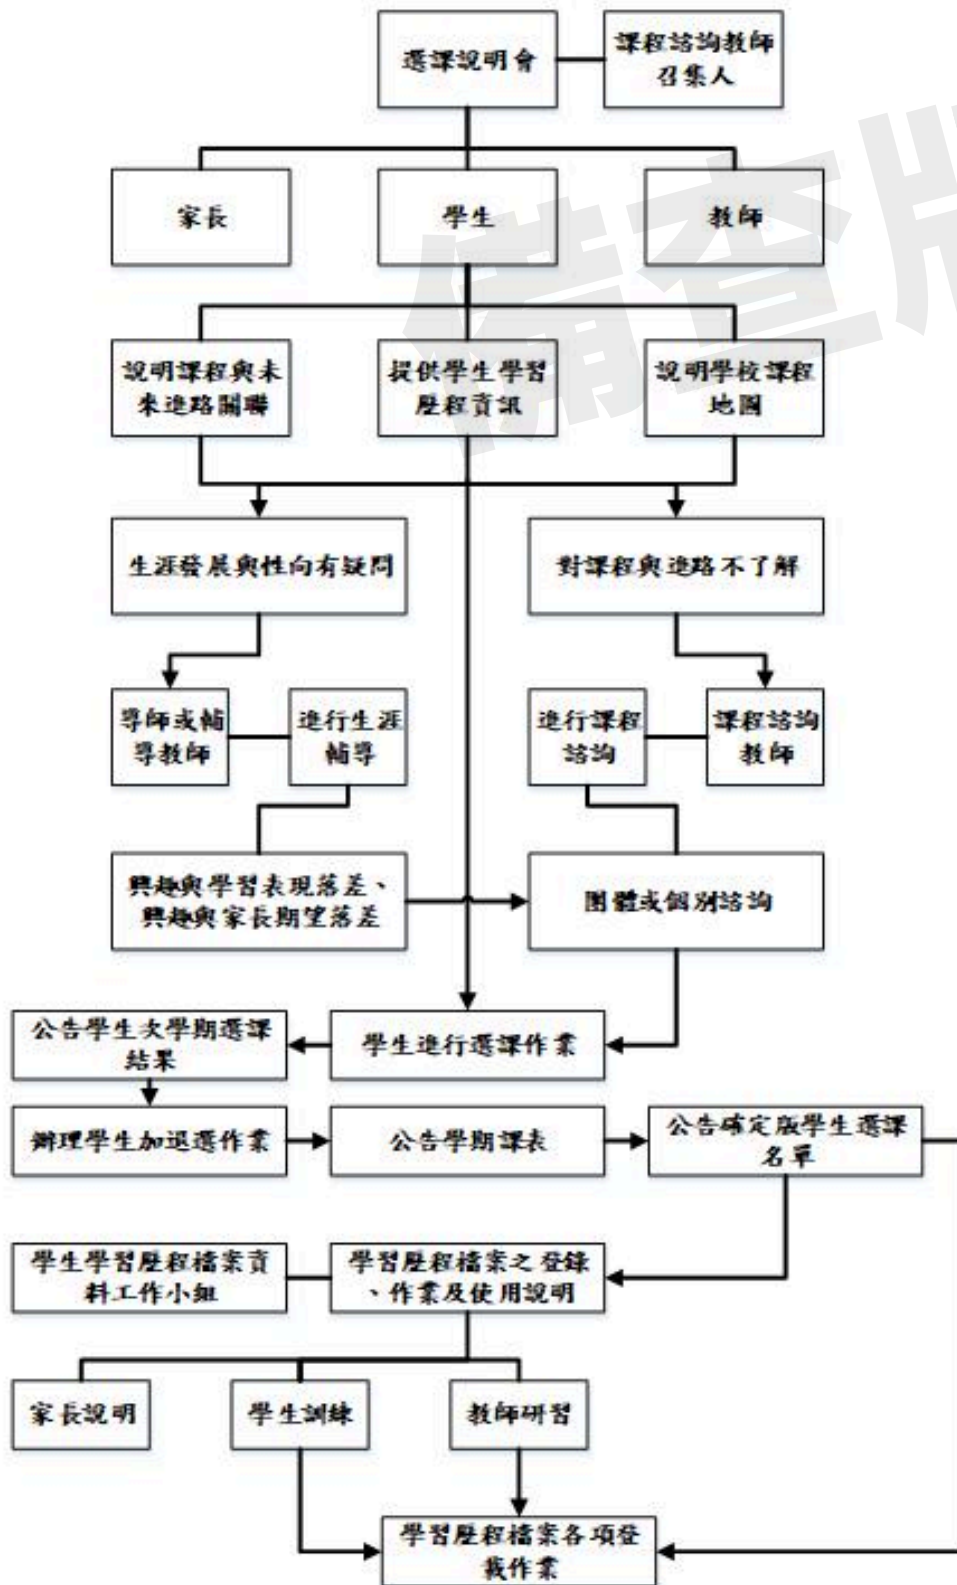 選課說明會
課程諮詢教師
召集人
家長
學生
教師
說明課程與未
來進路關聯
提供學生學習
歷程資訊
說明學校課程
地圖
生涯發展與性向有疑問
對課程與進路不了解
導師或輔
導教師
進行生涯
輔導
進行課程
諮詢
課程諮詢
教師
興趣與學習表現落差、
興趣與家長期望落差
團體或個別諮詢
公告學生次學期選課
結果
學生進行選課作業
辦理學生加退選作業
公告學期課表
公告確定版學生選課
名單
學生學習歷程檔案資
料工作小組
學習歷程檔案之登錄
、作業及使用說明
家長說明
學生訓練
教師研習
學習歷程檔案各項登
載作業
備查版